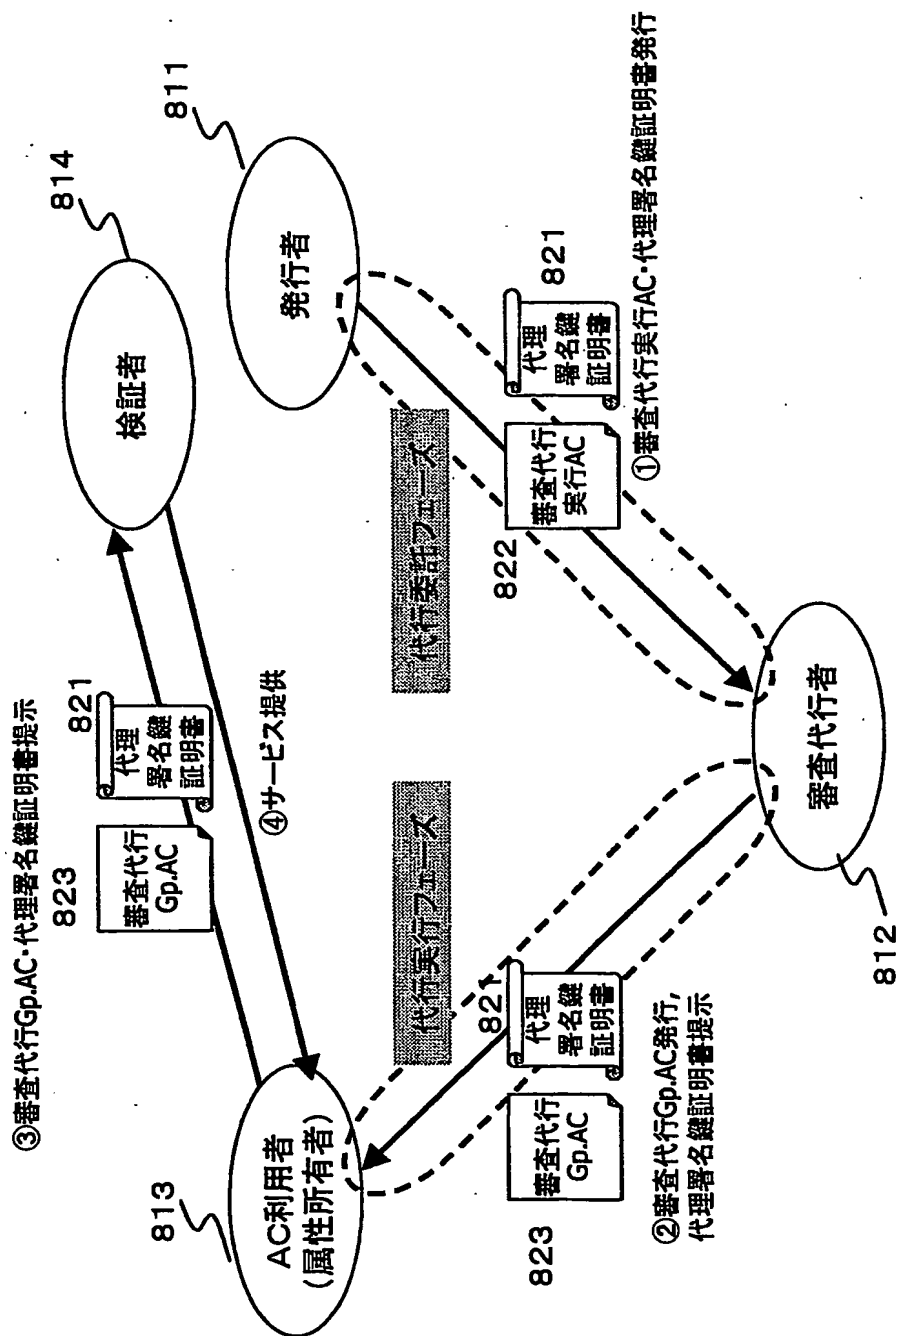 ③審査代行Gp.AC・代理署名鍵証明書提示
823
審査代行
Gp.AC
821
代理
署名鍵
証明書
④サービス提供
814
検証者
813
AC利用者
(属性所有者)
811
発行者
代行実行フェーズ
代行委託フェーズ
823
審査代行
Gp.AC
821
代理
署名鍵
証明書
②審査代行Gp.AC発行,
代理署名鍵証明書提示
822
審査代行
実行AC
821
代理
署名鍵
証明書
①審査代行実行AC・代理署名鍵証明書発行
812
審査代行者